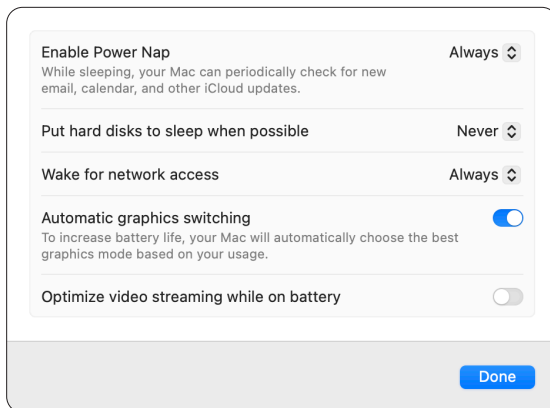 Enable Power Nap Always
While sleeping, your Mac can periodically check for new
email, calendar, and other iCloud updates.
Put hard disks to sleep when possible Never
Wake for network access Always
Automatic graphics switching
To increase battery life, your Mac will automatically choose the best
graphics mode based on your usage.
Optimize video streaming while on battery
Done